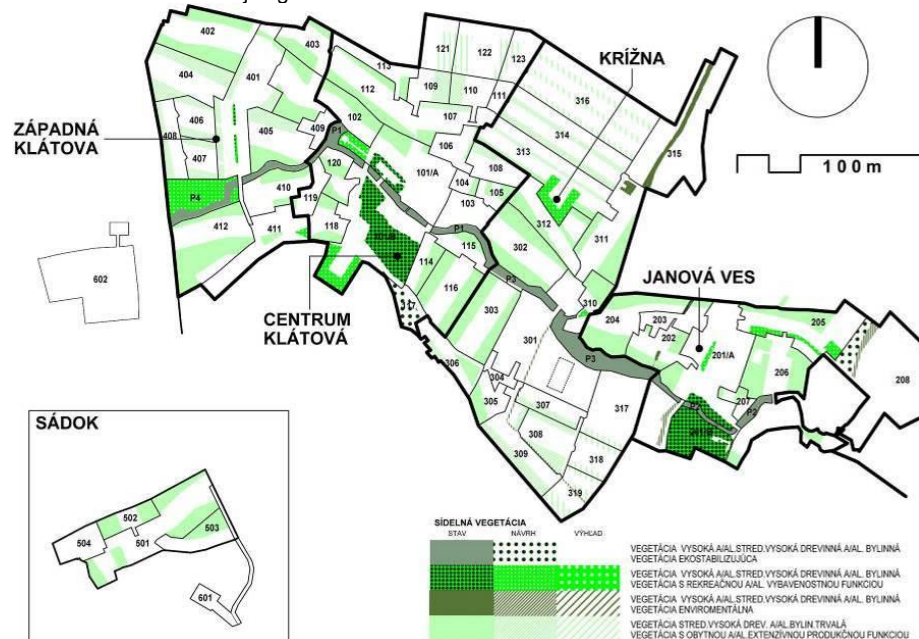 402
403
404
401
113
121
122
123
KRÍŽNA
109
110
111
112
107
102
316
314
313
315
ZÁPADNÁ
KLÁTOVA
406
408
405
409
407
P1
120
106
101/A
108
104
103
105
P4
410
119
312
311
412
411
118
P1
115
302
100m
602
114
116
P3
310
JANOVÁ VES
CENTRUM
KLÁTOVÁ
303
301
204
203
202
205
201/A
206
208
306
304
305
P3
307
317
207
P2
308
309
318
319
SÁDOK
502
503
504
501
601
SÍDELNÁ VEGETÁCIA
STAV NÁVRH VÝHĽAD
VEGETÁCIA VYSOKÁ A/AL.STRED.VYSOKÁ DREVINNÁ A/AL. BYLINNÁ
VEGETÁCIA EKOSTABILIZUJÚCA
VEGETÁCIA VYSOKÁ A/AL.STRED.VYSOKÁ DREVINNÁ A/AL. BYLINNÁ
VEGETÁCIA S REKREAČNOU A/AL. VYBAVENOSTNOU FUNKCIOU
VEGETÁCIA VYSOKÁ A/AL.STRED.VYSOKÁ DREVINNÁ A/AL. BYLINNÁ
VEGETÁCIA ENVIROMENTÁLNA
VEGETÁCIA STRED.VYSOKÁ DREV. A/AL.BYLIN.TRVALÁ
VEGETÁCIA S OBYTNOU A/AL.EXTENZÍVNOU PRODUKČNOU FUNKCIOU